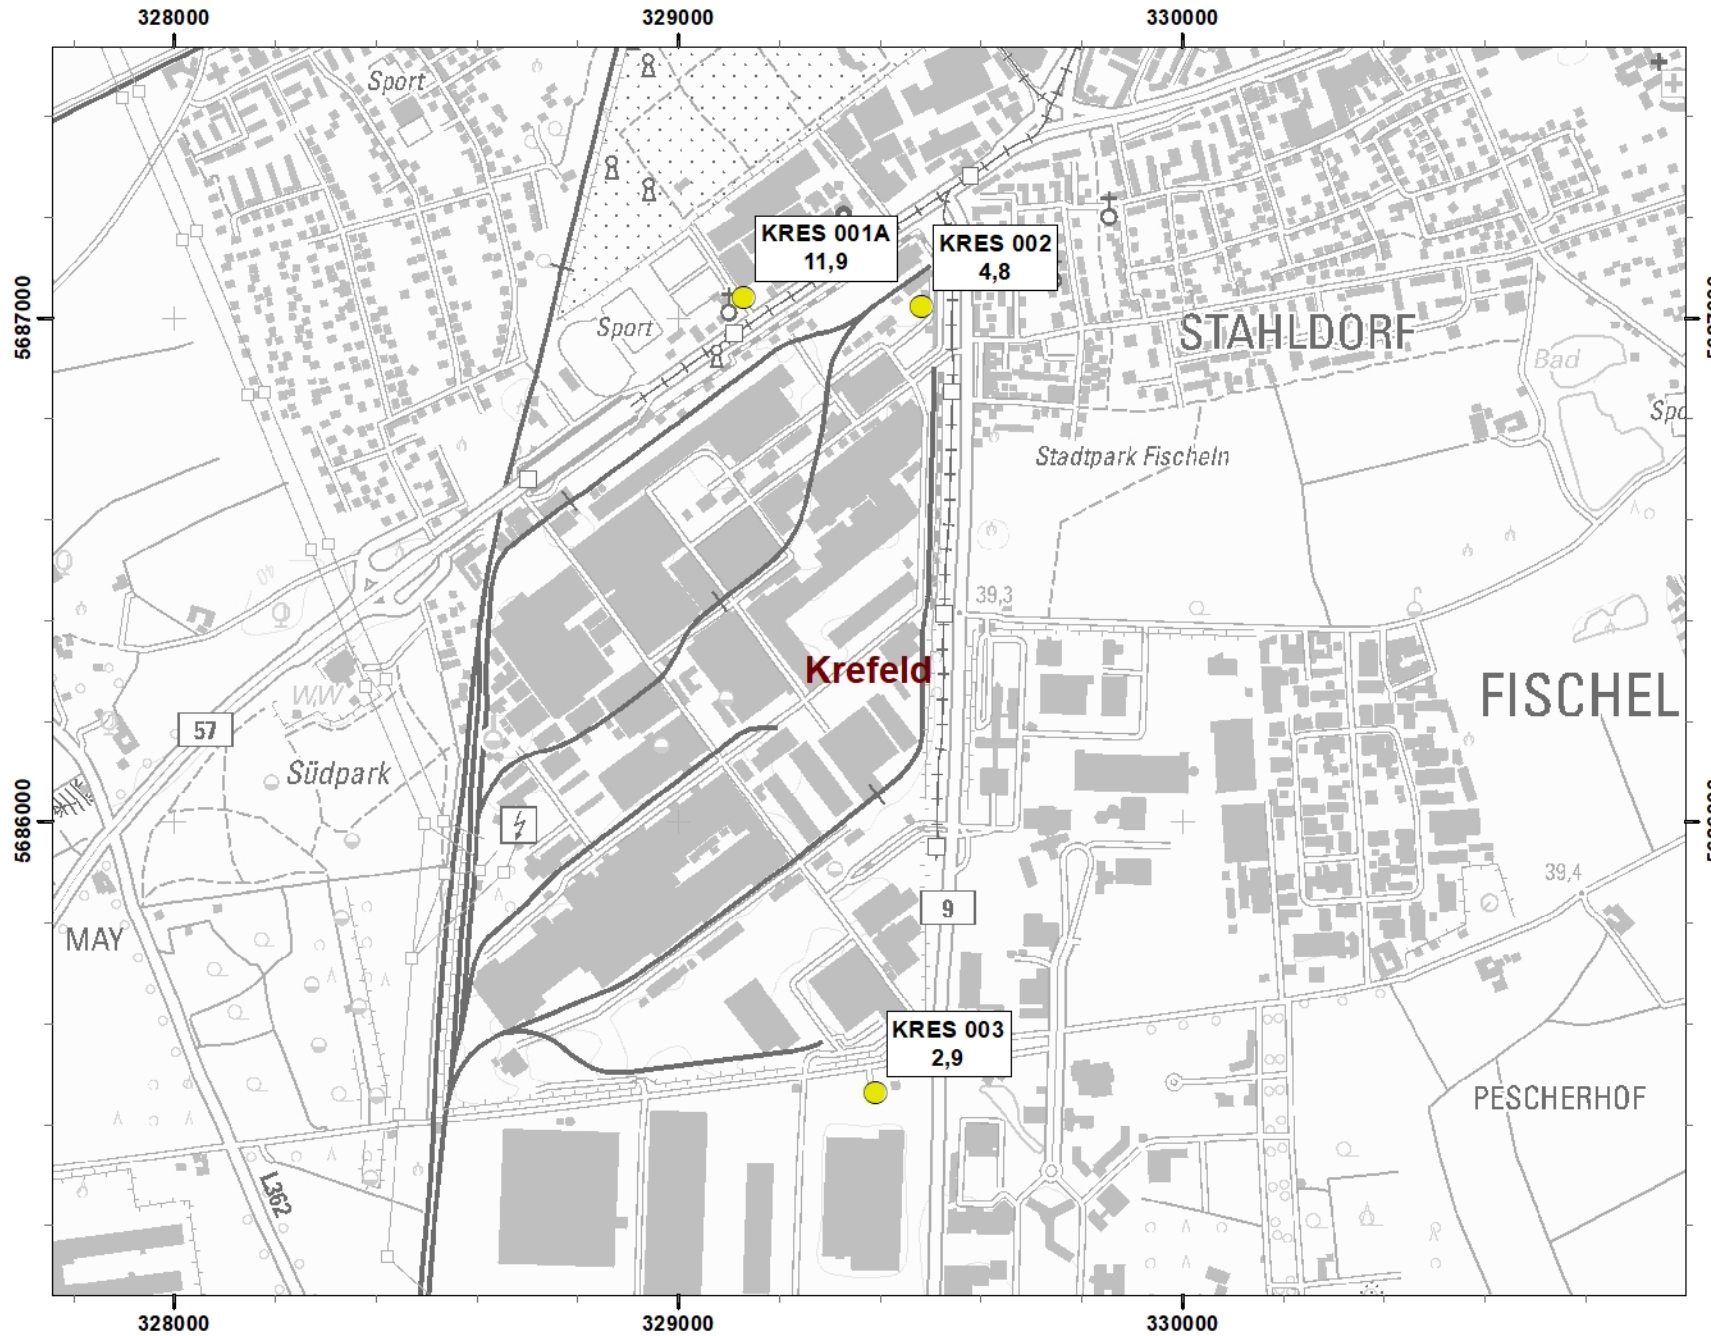 328000
329000
330000
Sport
KRES 001A
11,9
KRES 002
4,8
5687000
Sport
STAHLDORF
Bad
Spo
Stadtpark Fischeln
40
39,3
Krefeld
WW
FISCHEL
57
Südpark
5686000
39,4
9
MAY
KRES 003
2,9
PESCHERHOF
L362
328000
329000
330000